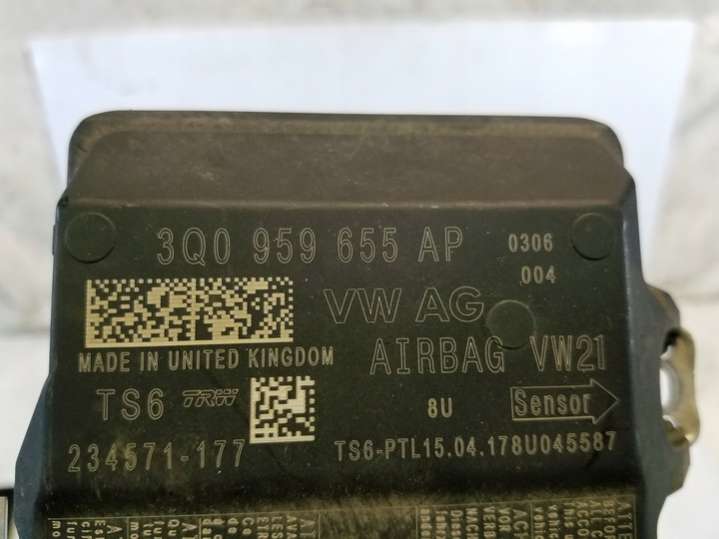 3Q0 959 655 AP 0306
004
VW AG
MADE IN UNITED KINGDOM
AIRBAG VW21
TS6 TRW
8U Sensor
234571-177
TS6-PTL15.04.178U045587